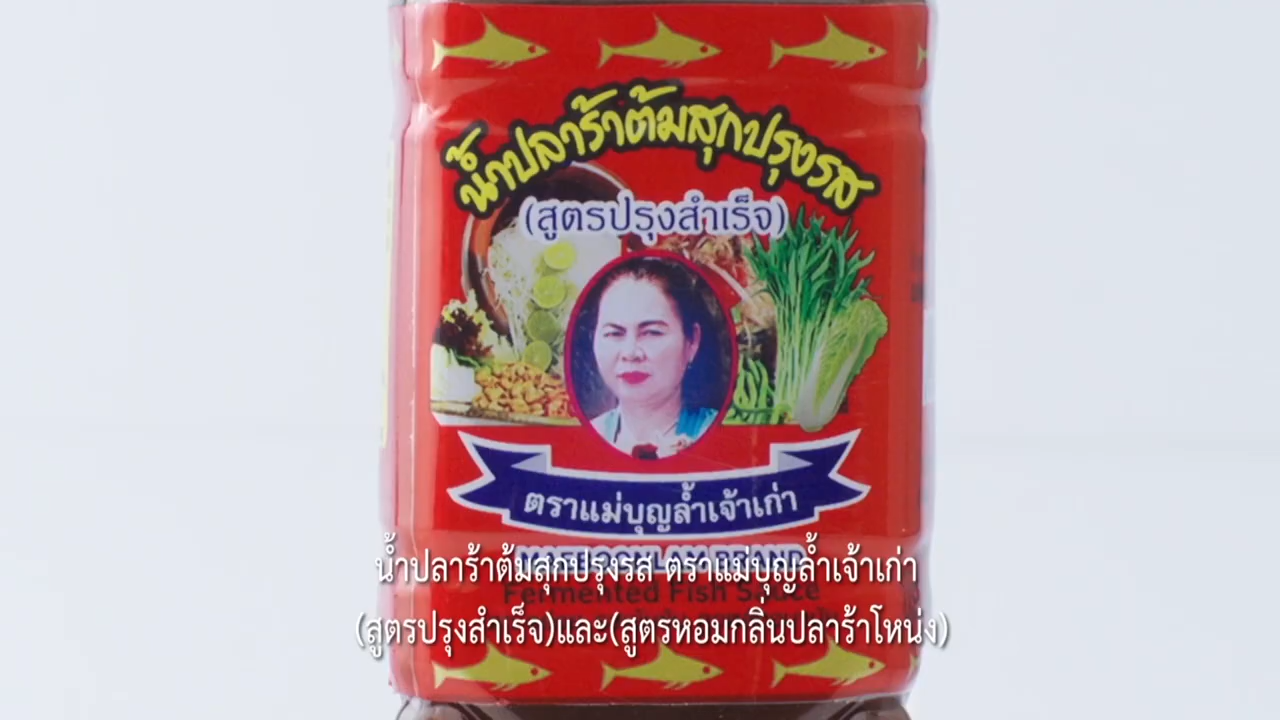 น้ำปลาร้าต้มสุกปรุงรส
(สูตรปรุงสำเร็จ)
ตราแม่บุญล้ำเจ้าเก่า
น้ำปลาร้าต้มสุกปรุงรส ตราแม่บุญล้ำเจ้าเก่า
Fermented Fish Sauce
(สูตรปรุงสำเร็จ)และ(สูตรหอมกลิ่นปลาร้าโหน่ง)